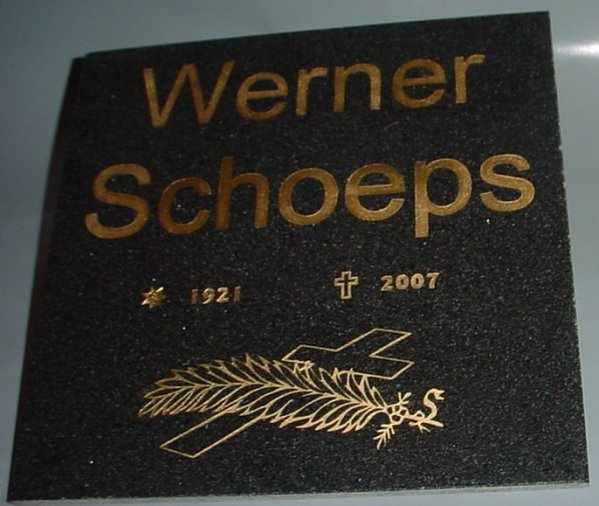 Werner
Schoeps
* 1921 ✝ 2007